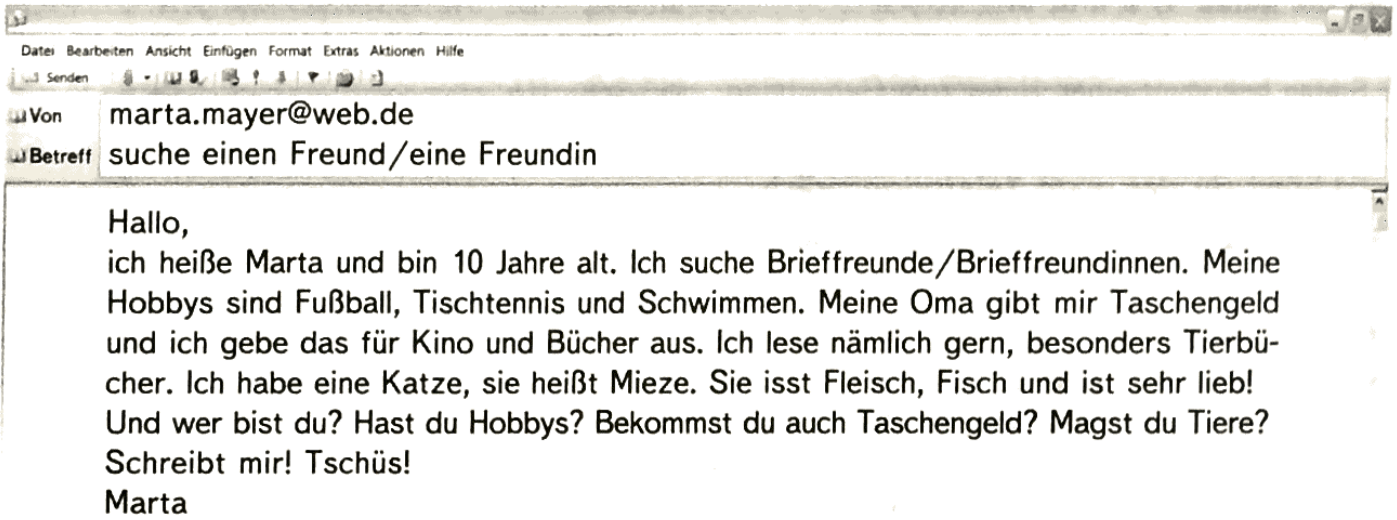 Datei Bearbeiten Ansicht Einfügen Format Extras Aktionen Hilfe
Senden
Von marta.mayer@web.de
Betreff suche einen Freund/eine Freundin
Hallo,
ich heiße Marta und bin 10 Jahre alt. Ich suche Brieffreunde/Brieffreundinnen. Meine
Hobbys sind Fußball, Tischtennis und Schwimmen. Meine Oma gibt mir Taschengeld
und ich gebe das für Kino und Bücher aus. Ich lese nämlich gern, besonders Tierbü-
cher. Ich habe eine Katze, sie heißt Mieze. Sie isst Fleisch, Fisch und ist sehr lieb!
Und wer bist du? Hast du Hobbys? Bekommst du auch Taschengeld? Magst du Tiere?
Schreibt mir! Tschüs!
Marta